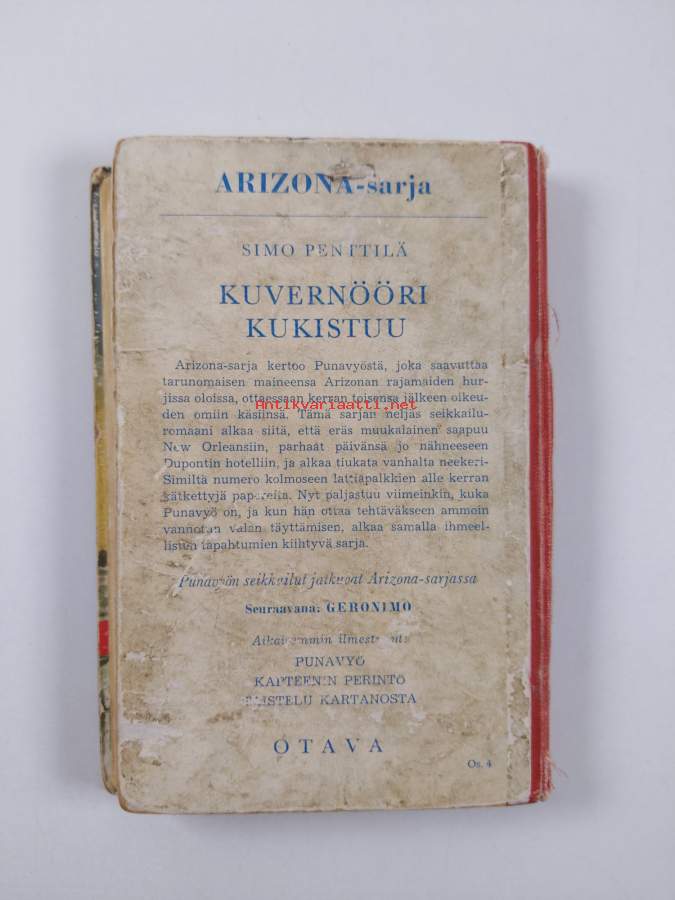 ARIZONA-sarja
SIMO PENTTILÄ
KUVERNÖÖRI
KUKISTUU
Arizona-sarja kertoo Punavyöstä, joka saavuttaa
tarunomaisen maineensa Arizonan rajamaiden hur-
jissa oloissa, ottaessaan kerran toisensa jälkeen oikeu-
den omiin käsiinsä. Tämä sarjan neljäs seikkailu-
Antikvariaatti.net
romaani alkaa siitä, että eräs muukalainen saapuu
New Orleansiin, parhaat päivänsä jo nähneeseen
Dupontin hotelliin, ja alkaa tiukata vanhalta neekeri-
Similtä numero kolmoseen lattiapalkkien alle kerran
kätkettyjä papereita. Nyt paljastuu viimeinkin, kuka
Punavyö on, ja kun hän ottaa tehtäväkseen ammoin
vannotun valan täyttämisen, alkaa samalla ihmeel-
listen tapahtumien kiihtyvä sarja.
Punavyön seikkailut jatkuvat Arizona-sarjassa
Seuraavana: GERONIMO
Aikaisemmin ilmestynyt:
PUNAVYÖ
KAPTEENIN PERINTÖ
TAISTELU KARTANOSTA
OTAVA
Os. 4